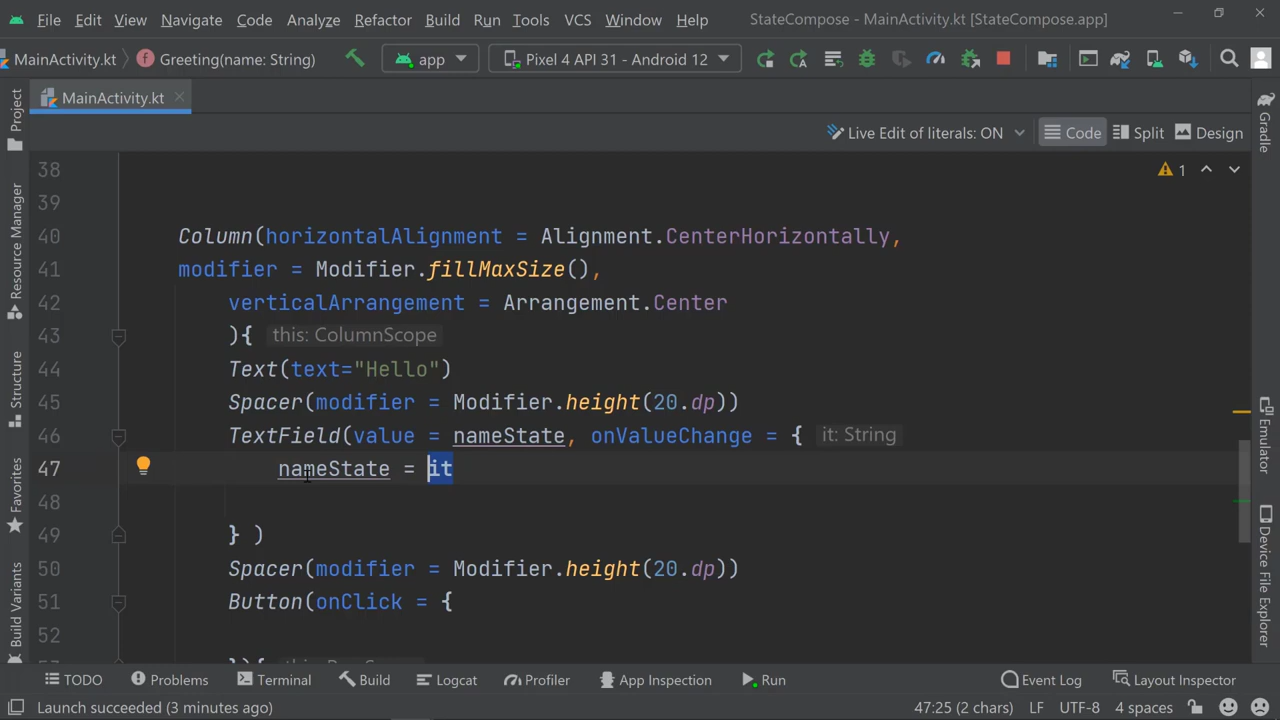 File Edit View Navigate Code Analyze Refactor Build Run Tools VCS Window Help StateCompose - MainActivity.kt [StateCompose.app]
MainActivity.kt Greeting(name: String) app Pixel 4 API 31 - Android 12
MainActivity.kt
Live Edit of literals: ON Code Split Design
Project
Resource Manager
Structure
Favorites
Build Variants
Gradle
Emulator
Device File Explorer
1
38
39
40 Column(horizontalAlignment = Alignment.CenterHorizontally,
41 modifier = Modifier.fillMaxSize(),
42 verticalArrangement = Arrangement.Center
43 ){ this: ColumnScope
44 Text(text="Hello")
45 Spacer(modifier = Modifier.height(20.dp))
46 TextField(value = nameState, onValueChange = { it: String
47 nameState = it
48
49 } )
50 Spacer(modifier = Modifier.height(20.dp))
51 Button(onClick = {
52
TODO Problems Terminal Build Logcat Profiler App Inspection Run Event Log Layout Inspector
Launch succeeded (3 minutes ago) 47:25 (2 chars) LF UTF-8 4 spaces